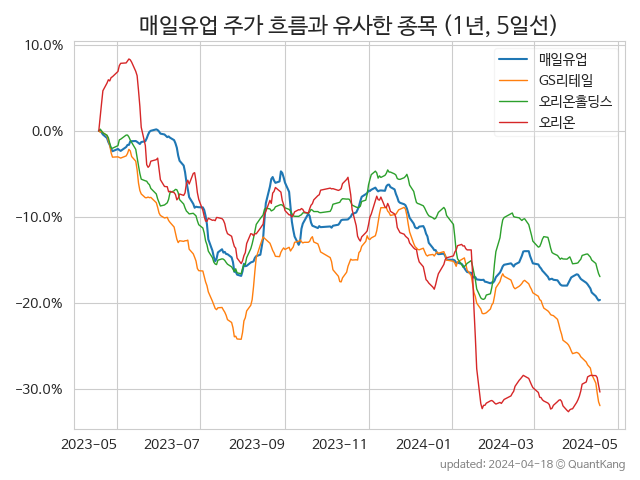 매일유업 주가 흐름과 유사한 종목 (1년, 5일선)
매일유업
GS리테일
오리온홀딩스
오리온
10.0%
0.0%
−10.0%
−20.0%
−30.0%
2023-05 2023-07 2023-09 2023-11 2024-01 2024-03 2024-05
updated: 2024-04-18 © QuantKang